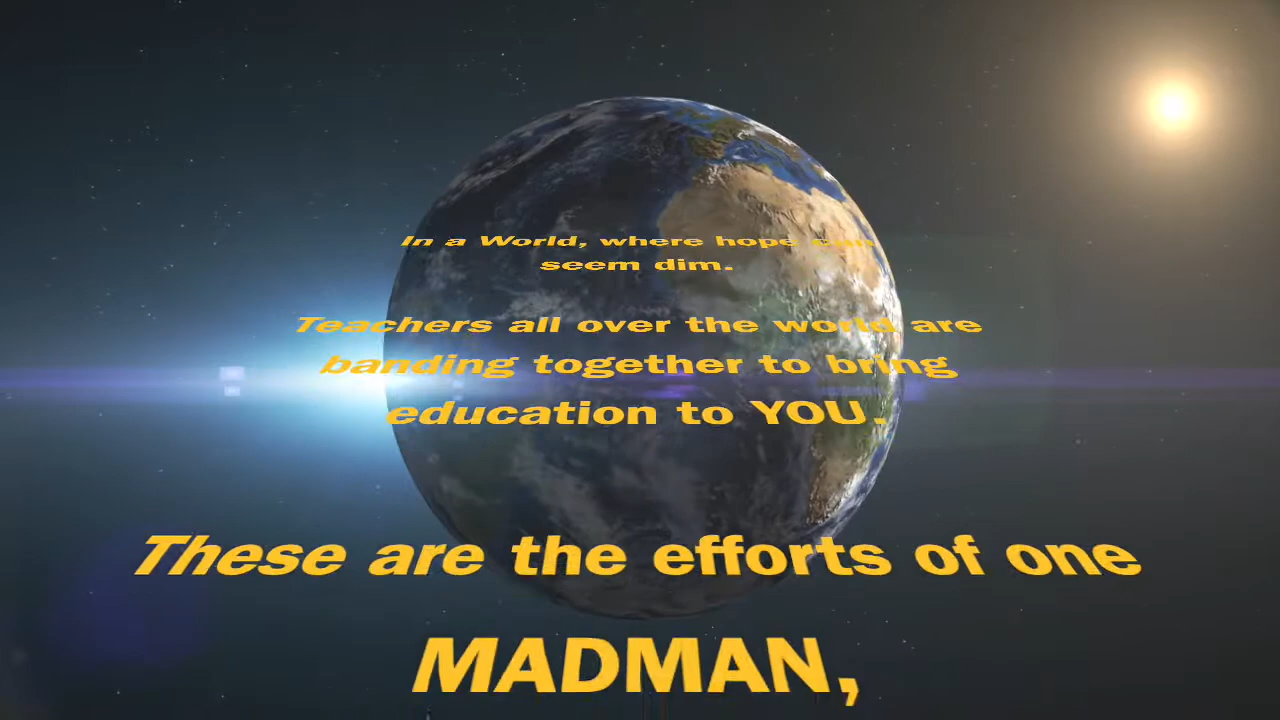 In a World, where hope can
seem dim.
Teachers all over the world are
banding together to bring
education to YOU.
These are the efforts of one
MADMAN,